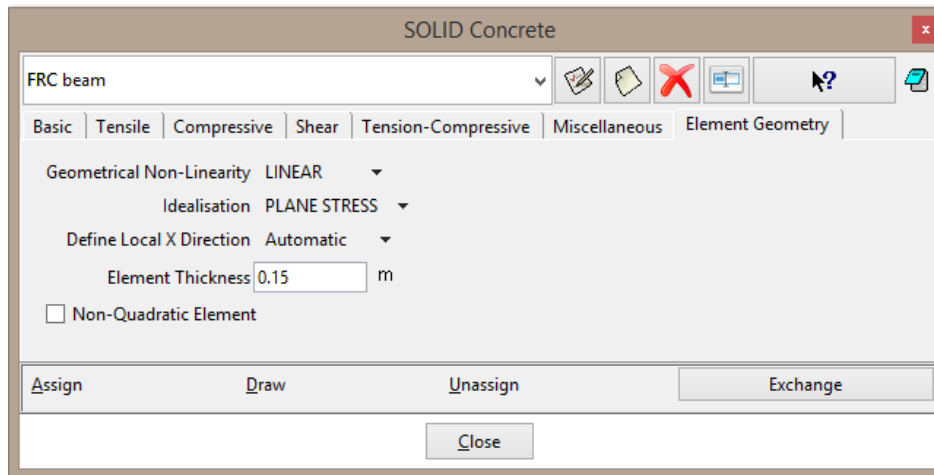 SOLID Concrete
x
FRC beam
?
Basic Tensile Compressive Shear Tension-Compressive Miscellaneous Element Geometry
Geometrical Non-Linearity LINEAR
Idealisation PLANE STRESS
Define Local X Direction Automatic
Element Thickness 0.15 m
Non-Quadratic Element
Assign Draw Unassign Exchange
Close